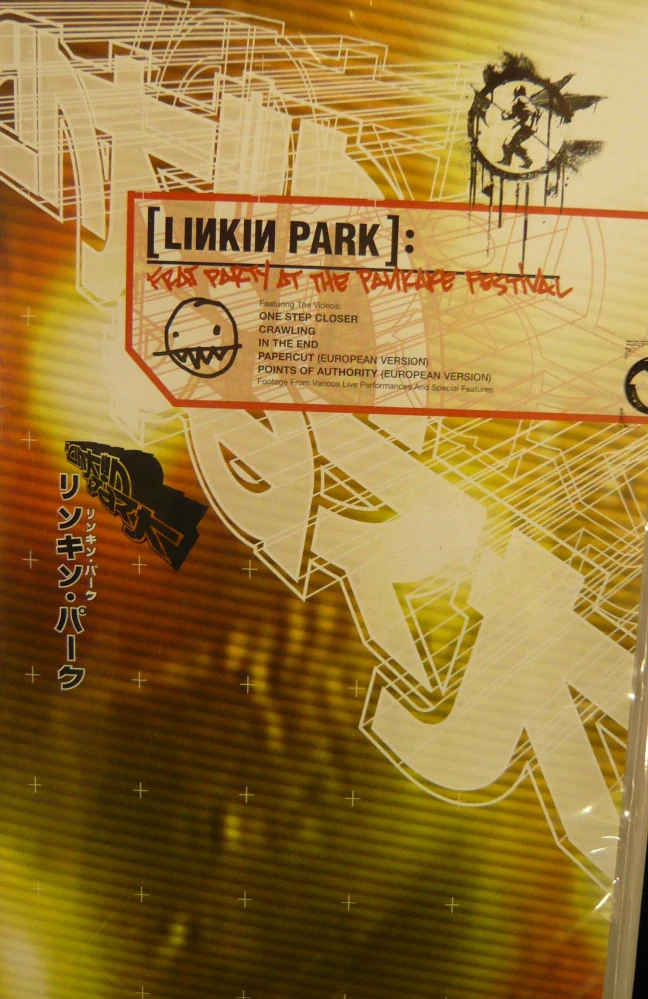 [LIИKIИ PARK]:
FRAT PARTY AT THE PANKAKE FESTIVAL
Featuring The Videos:
ONE STEP CLOSER
CRAWLING
IN THE END
PAPERCUT (EUROPEAN VERSION)
POINTS OF AUTHORITY (EUROPEAN VERSION)
Footage From Various Live Performances And Special Features
リンキン・パーク
リンキン・パーク